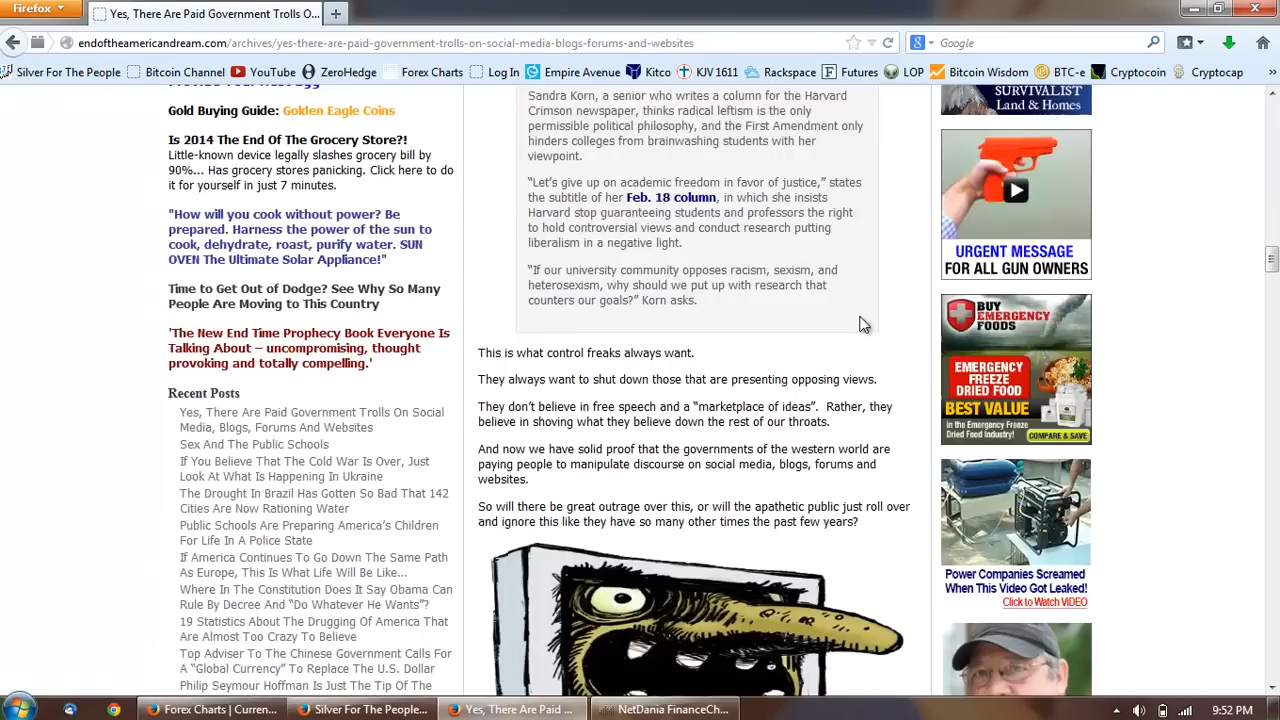 Firefox
Yes, There Are Paid Government Trolls O...
endoftheamericandream.com/archives/yes-there-are-paid-government-trolls-on-social-media-blogs-forums-and-websites
Google
Silver For The People
Bitcoin Channel
YouTube
ZeroHedge
Forex Charts
Log In
Empire Avenue
Kitco
KJV 1611
Rackspace
Futures
LOP
Bitcoin Wisdom
BTC-e
Cryptocoin
Cryptocap
Gold Buying Guide: Golden Eagle Coins
Is 2014 The End Of The Grocery Store?!
Little-known device legally slashes grocery bill by
90%... Has grocery stores panicking. Click here to do
it for yourself in just 7 minutes.
"How will you cook without power? Be
prepared. Harness the power of the sun to
cook, dehydrate, roast, purify water. SUN
OVEN The Ultimate Solar Appliance!"
Time to Get Out of Dodge? See Why So Many
People Are Moving to This Country
'The New End Time Prophecy Book Everyone Is
Talking About – uncompromising, thought
provoking and totally compelling.'
Recent Posts
Yes, There Are Paid Government Trolls On Social
Media, Blogs, Forums And Websites
Sex And The Public Schools
If You Believe That The Cold War Is Over, Just
Look At What Is Happening In Ukraine
The Drought In Brazil Has Gotten So Bad That 142
Cities Are Now Rationing Water
Public Schools Are Preparing America's Children
For Life In A Police State
If America Continues To Go Down The Same Path
As Europe, This Is What Life Will Be Like...
Where In The Constitution Does It Say Obama Can
Rule By Decree And “Do Whatever He Wants”?
19 Statistics About The Drugging Of America That
Are Almost Too Crazy To Believe
Top Adviser To The Chinese Government Calls For
A “Global Currency” To Replace The U.S. Dollar
Philip Seymour Hoffman Is Just The Tip Of The
Sandra Korn, a senior who writes a column for the Harvard
Crimson newspaper, thinks radical leftism is the only
permissible political philosophy, and the First Amendment only
hinders colleges from brainwashing students with her
viewpoint.
“Let's give up on academic freedom in favor of justice,” states
the subtitle of her Feb. 18 column, in which she insists
Harvard stop guaranteeing students and professors the right
to hold controversial views and conduct research putting
liberalism in a negative light.
“If our university community opposes racism, sexism, and
heterosexism, why should we put up with research that
counters our goals?” Korn asks.
This is what control freaks always want.
They always want to shut down those that are presenting opposing views.
They don't believe in free speech and a “marketplace of ideas”.  Rather, they
believe in shoving what they believe down the rest of our throats.
And now we have solid proof that the governments of the western world are
paying people to manipulate discourse on social media, blogs, forums and
websites.
So will there be great outrage over this, or will the apathetic public just roll over
and ignore this like they have so many other times the past few years?
SURVIVALIST
Land & Homes
URGENT MESSAGE
FOR ALL GUN OWNERS
BUY EMERGENCY
FOODS
EMERGENCY
FREEZE
DRIED FOOD
BEST VALUE
in the Emergency Freeze
Dried Food Industry!
COMPARE & SAVE
Power Companies Screamed
When This Video Got Leaked!
Click to Watch ViDEO
Forex Charts | Curren...
Silver For The People...
Yes, There Are Paid ...
NetDania FinanceCh...
9:52 PM